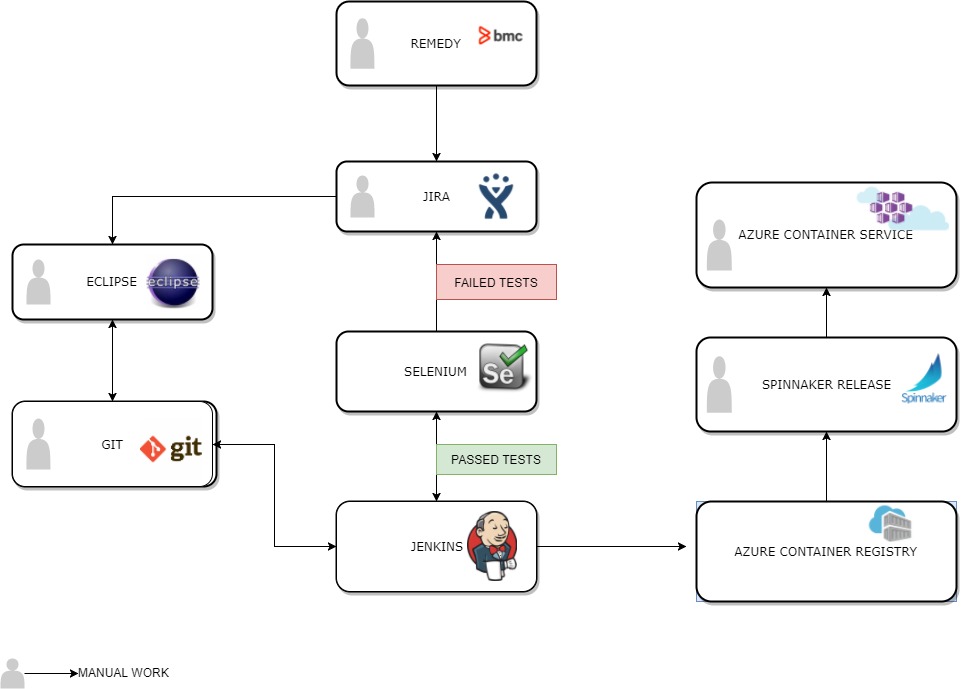 REMEDY
bmc
JIRA
AZURE CONTAINER SERVICE
ECLIPSE
eclipse
FAILED TESTS
SELENIUM
Se
SPINNAKER RELEASE
Spinnaker
GIT
git
PASSED TESTS
JENKINS
AZURE CONTAINER REGISTRY
MANUAL WORK